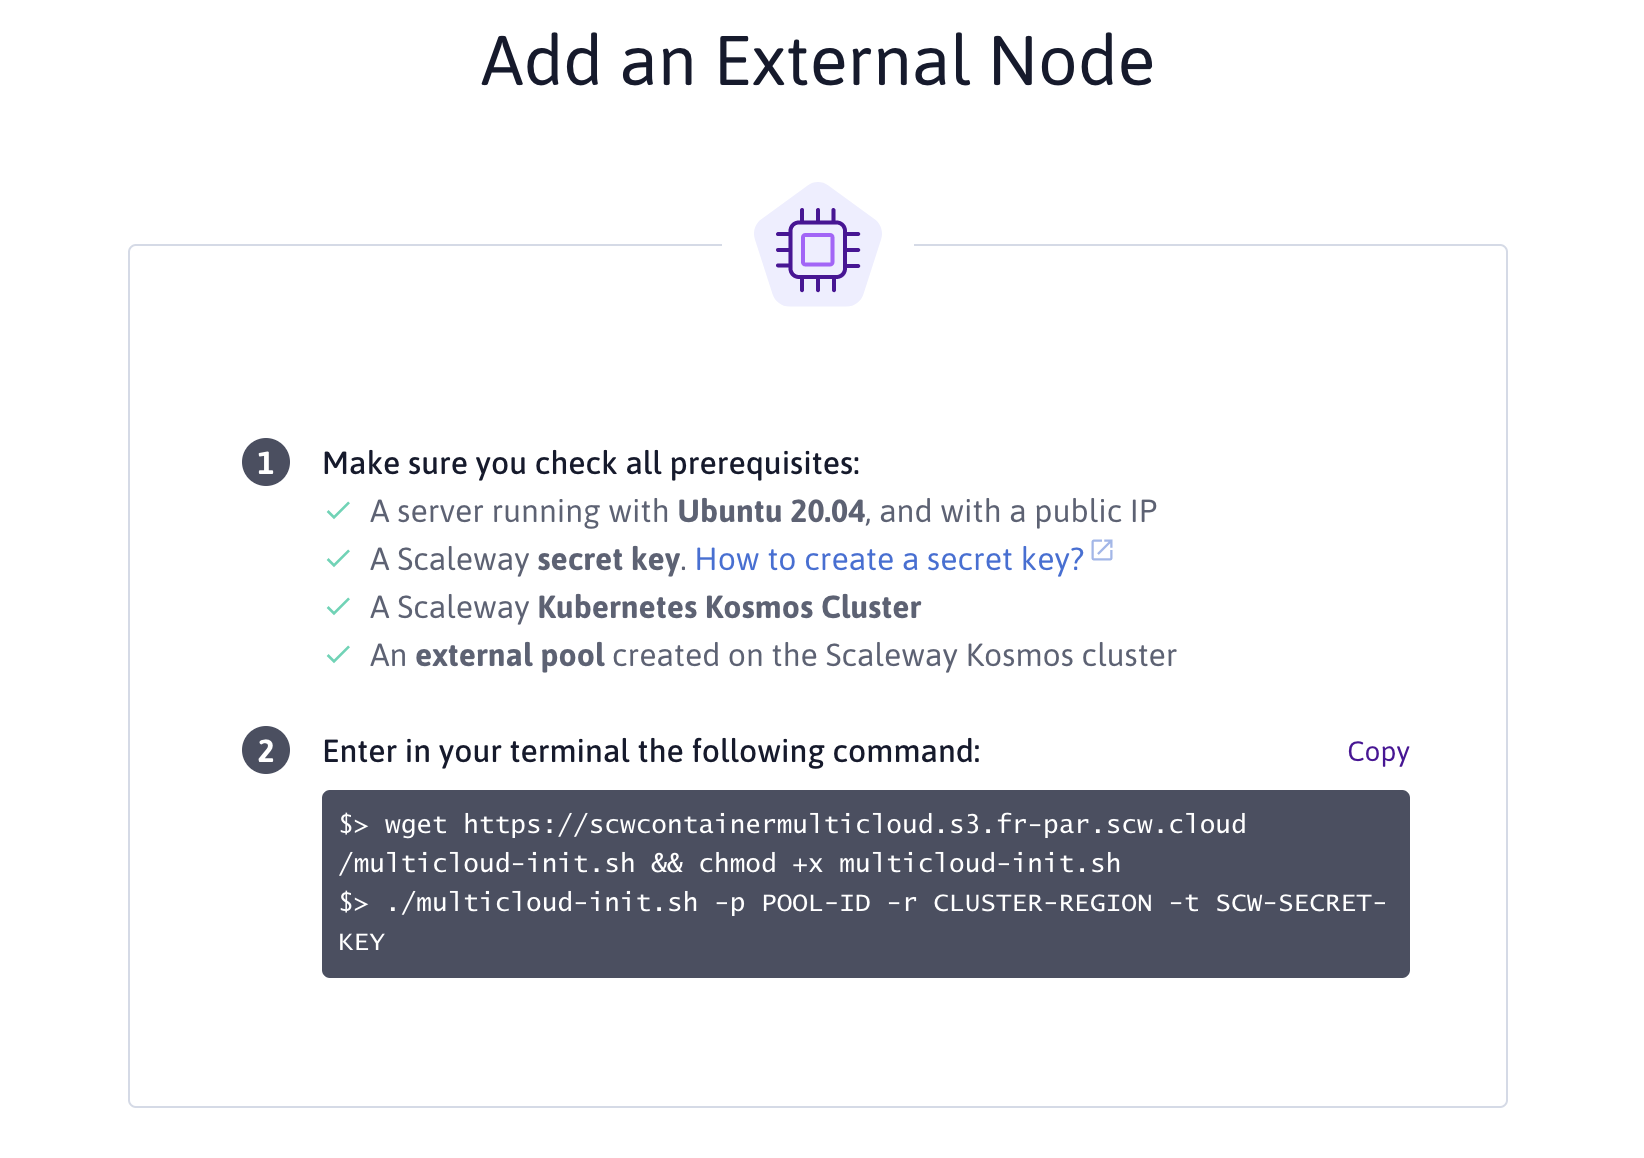 Add an External Node
1 Make sure you check all prerequisites:
A server running with Ubuntu 20.04, and with a public IP
A Scaleway secret key. How to create a secret key?
A Scaleway Kubernetes Kosmos Cluster
An external pool created on the Scaleway Kosmos cluster
2 Enter in your terminal the following command:
Copy
$> wget https://scwcontainermulticloud.s3.fr-par.scw.cloud
/multicloud-init.sh && chmod +x multicloud-init.sh
$> ./multicloud-init.sh -p POOL-ID -r CLUSTER-REGION -t SCW-SECRET-
KEY